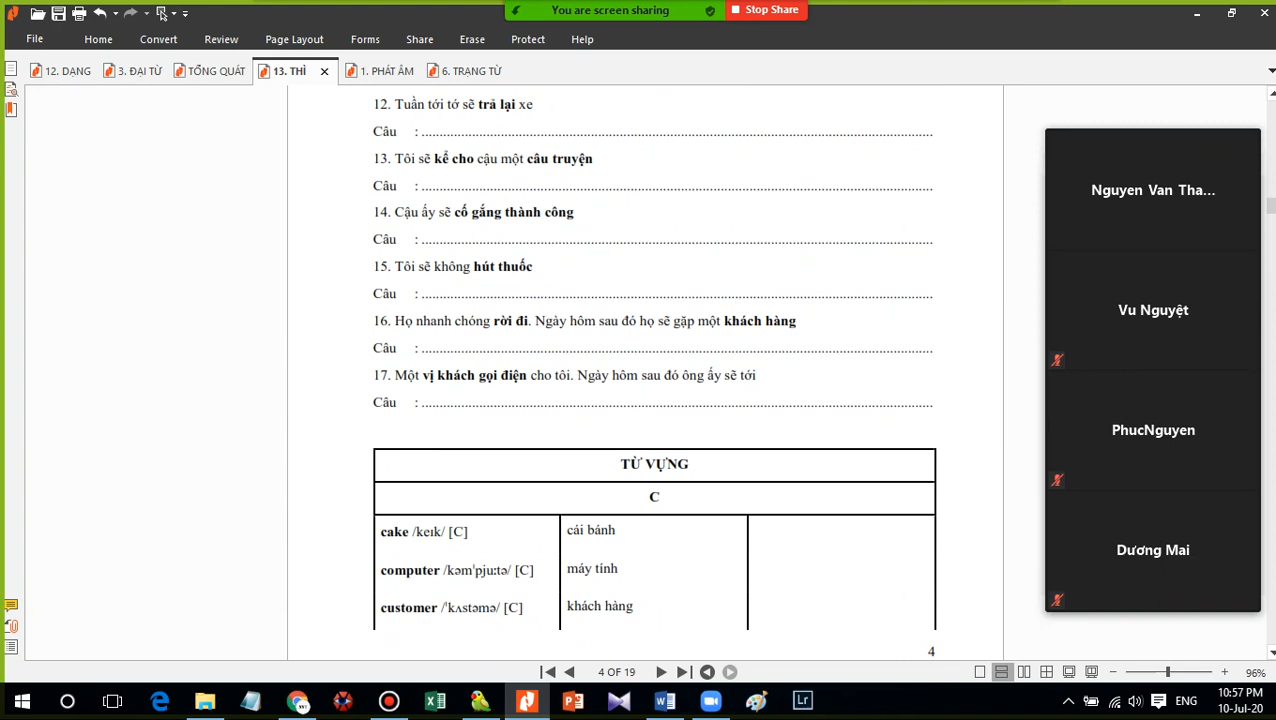 You are screen sharing
Stop Share
File Home Convert Review Page Layout Forms Share Erase Protect Help
12. DẠNG 3. ĐẠI TỪ TỔNG QUÁT 13. THÌ 1. PHÁT ÂM 6. TRẠNG TỪ
12. Tuần tới tớ sẽ trả lại xe
Câu : ................................................................
13. Tôi sẽ kể cho cậu một câu truyện
Câu : ................................................................
14. Cậu ấy sẽ cố gắng thành công
Câu : ................................................................
15. Tôi sẽ không hút thuốc
Câu : ................................................................
16. Họ nhanh chóng rời đi. Ngày hôm sau đó họ sẽ gặp một khách hàng
Câu : ................................................................
17. Một vị khách gọi điện cho tôi. Ngày hôm sau đó ông ấy sẽ tới
Câu : ................................................................
TỪ VỰNG
C
cake /keɪk/ [C] cái bánh
computer /kəmˈpjuːtə/ [C] máy tính
customer /ˈkʌstəmə/ [C] khách hàng
4
Nguyen Van Tha...
Vu Nguyệt
PhucNguyen
Dương Mai
4 OF 19
96%
ENG
10:57 PM
10-Jul-20
Lr